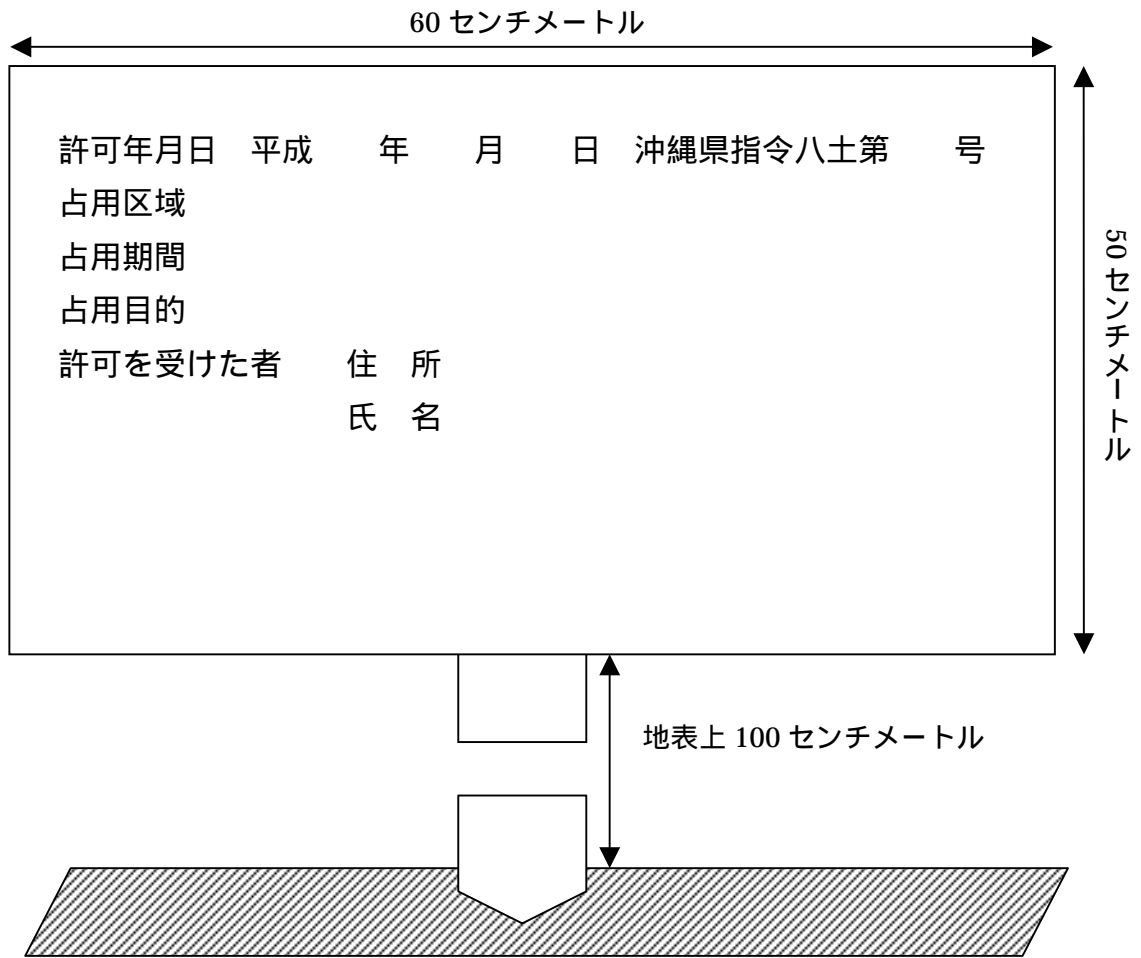 60 センチメートル
許可年月日　平成　　年　　月　　日　沖縄県指令八土第　　号
占用区域
占用期間
占用目的
許可を受けた者　　住　所
氏　名
50 センチメートル
地表上 100 センチメートル